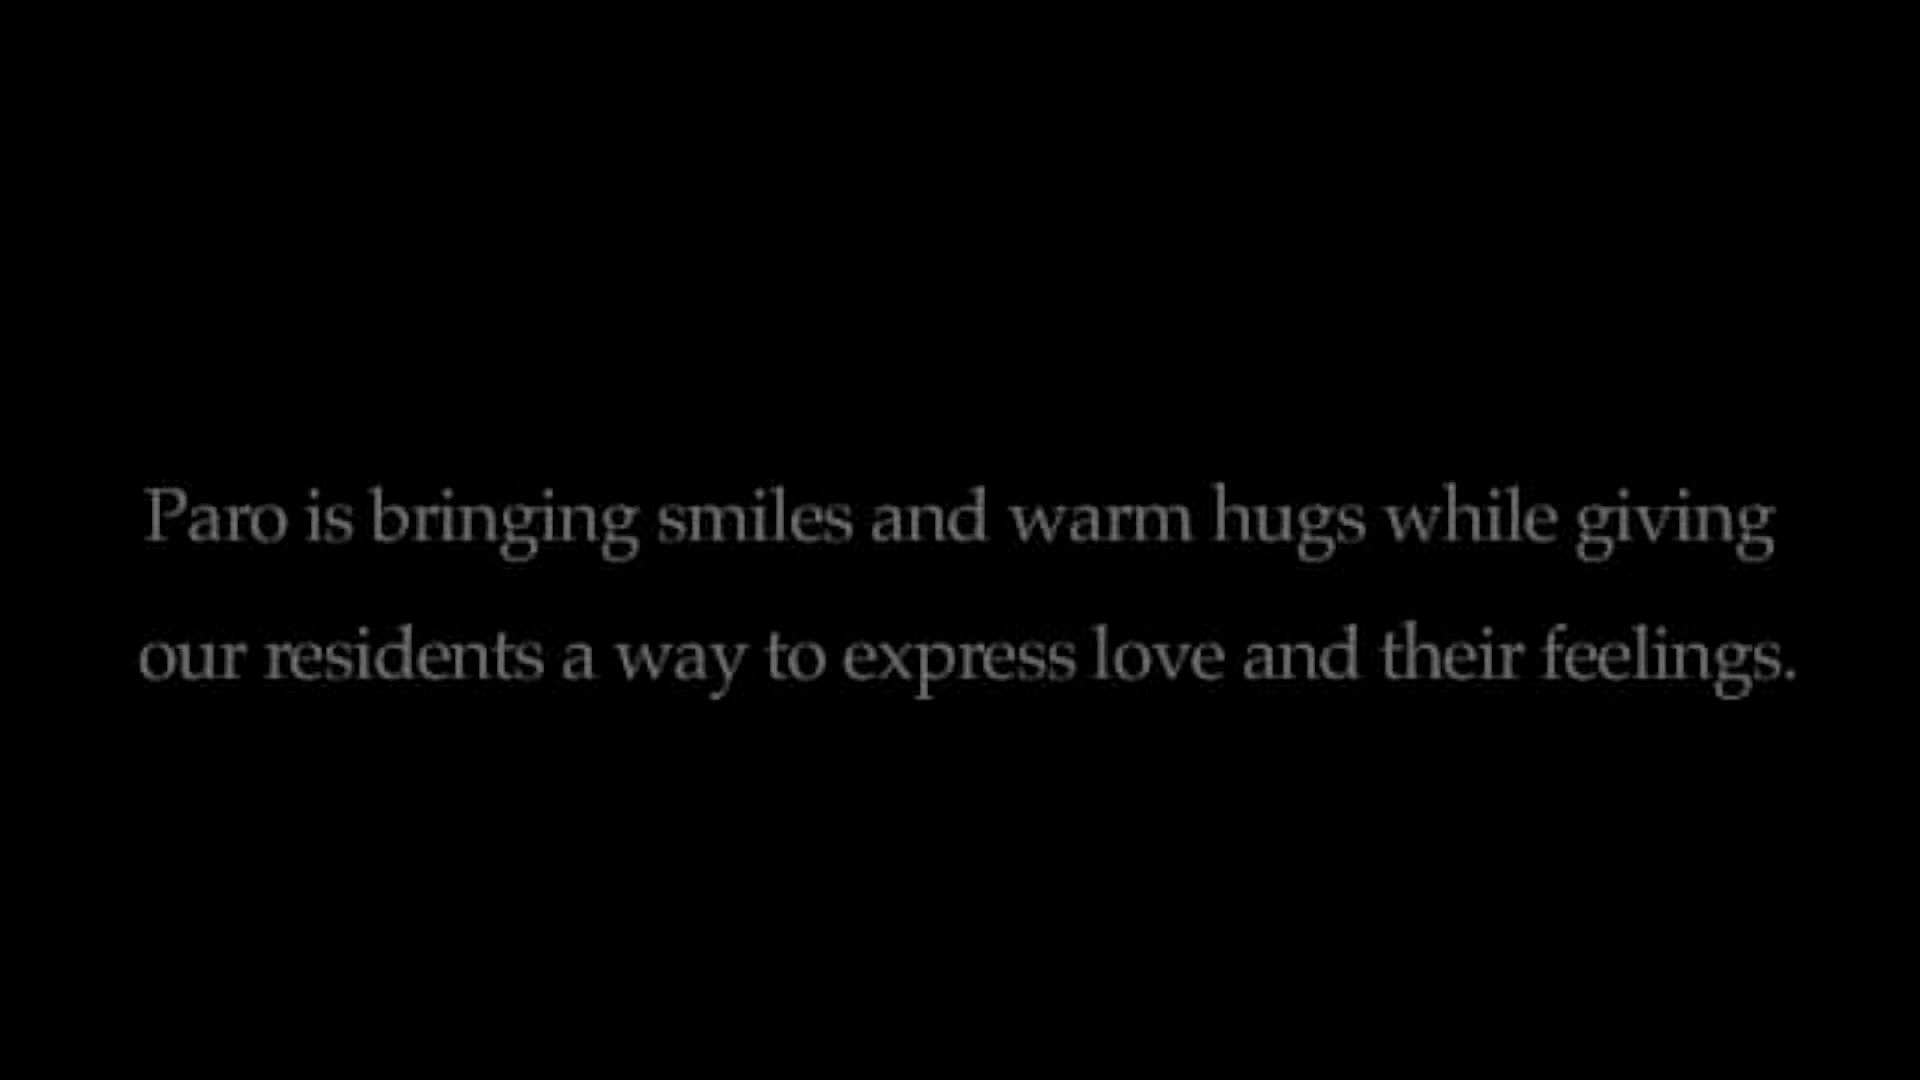 Paro is bringing smiles and warm hugs while giving
our residents a way to express love and their feelings.